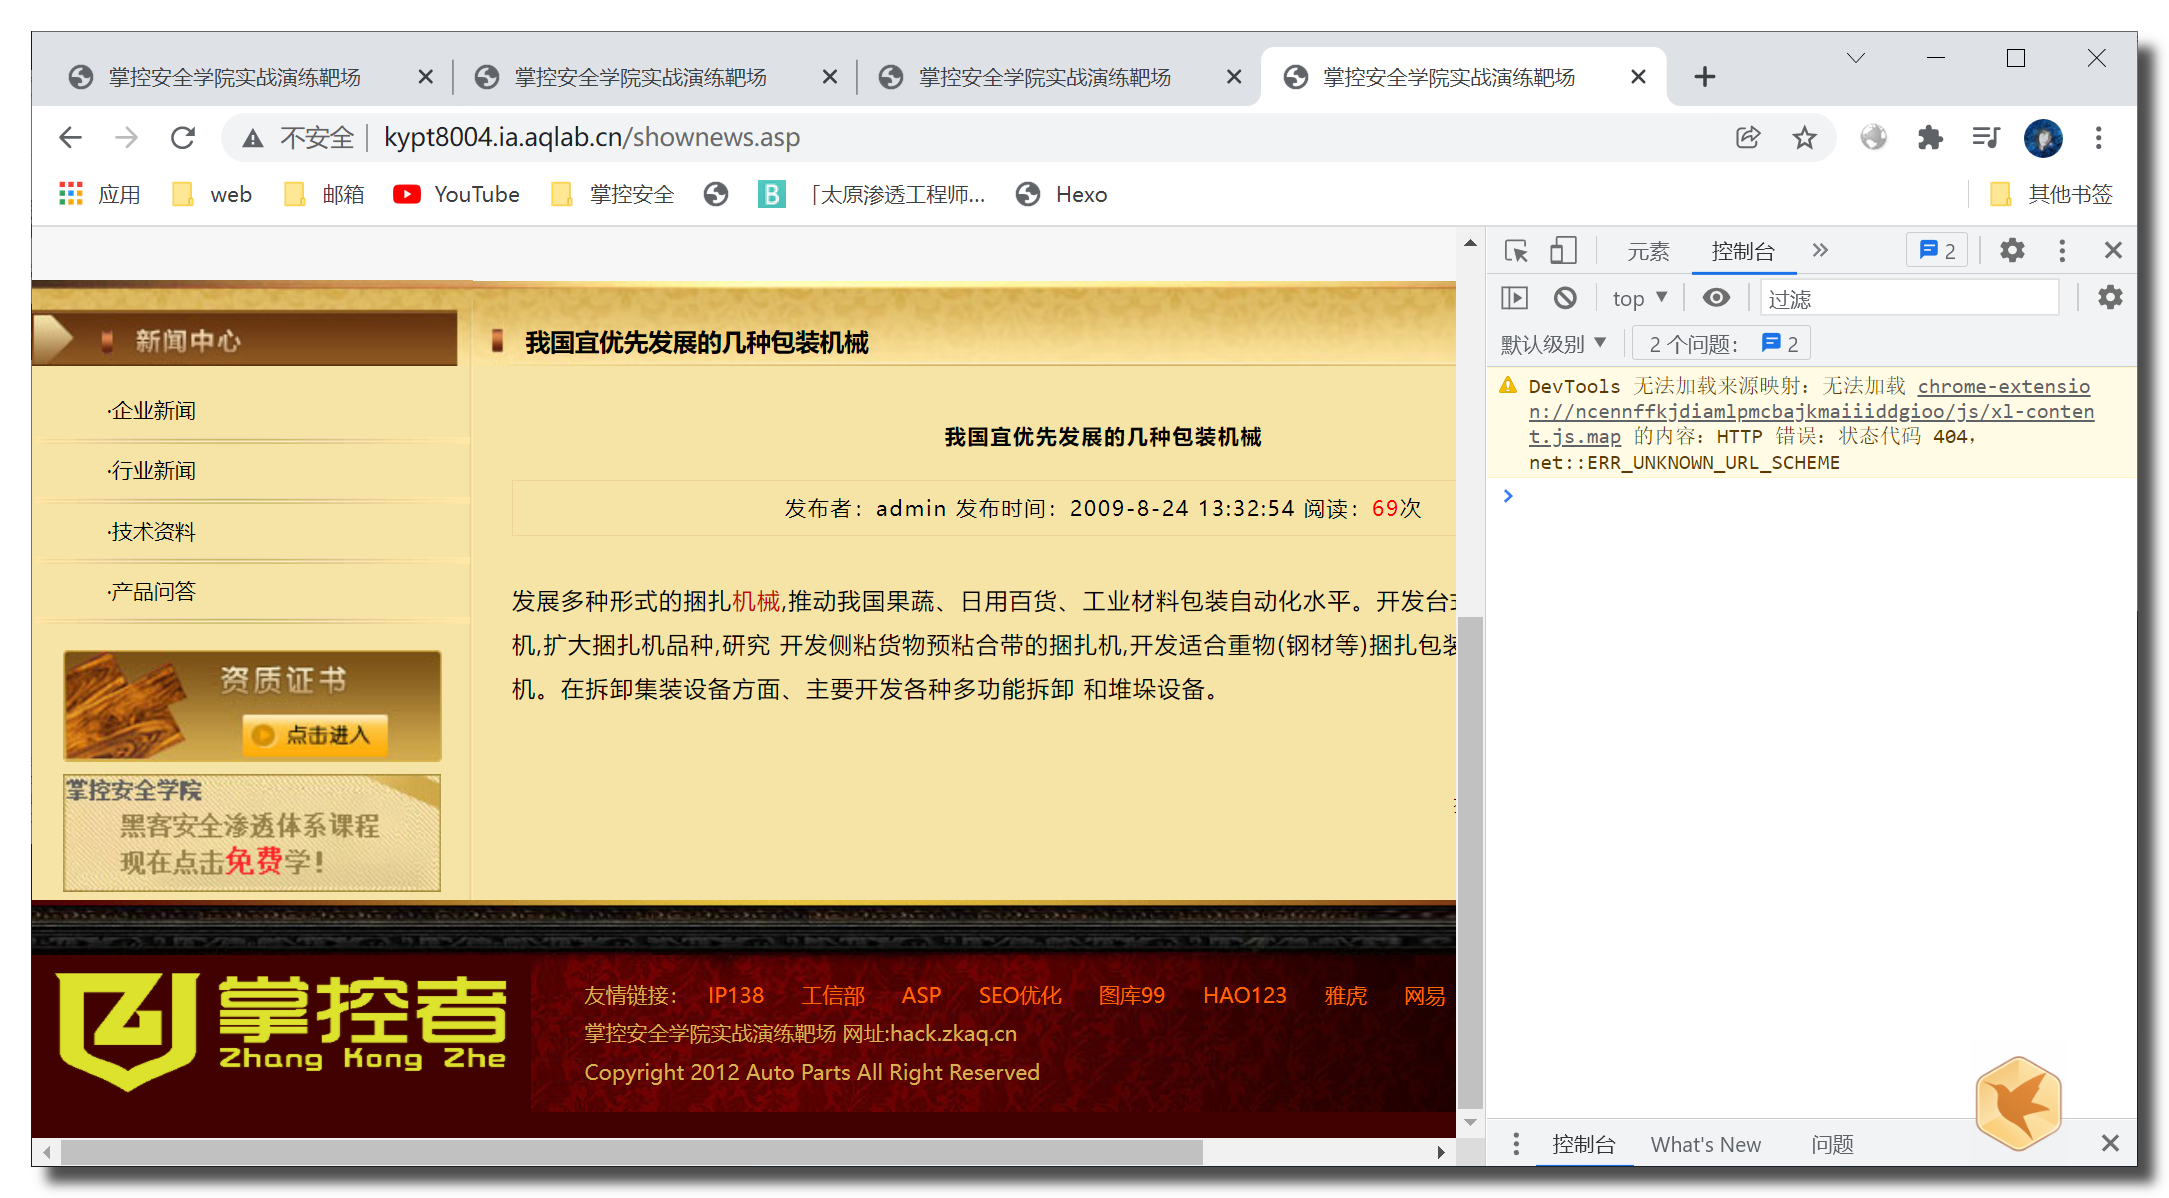 掌控安全学院实战演练靶场
掌控安全学院实战演练靶场
掌控安全学院实战演练靶场
掌控安全学院实战演练靶场
不安全 kypt8004.ia.aqlab.cn/shownews.asp
应用 web 邮箱 YouTube 掌控安全 B 「太原渗透工程师... Hexo 其他书签
新闻中心
·企业新闻
·行业新闻
·技术资料
·产品问答
资质证书
点击进入
掌控安全学院
黑客安全渗透体系课程
现在点击免费学!
我国宜优先发展的几种包装机械
我国宜优先发展的几种包装机械
发布者：admin 发布时间：2009-8-24 13:32:54 阅读：69次
发展多种形式的捆扎机械,推动我国果蔬、日用百货、工业材料包装自动化水平。开发台
机,扩大捆扎机品种,研究 开发侧粘货物预粘合带的捆扎机,开发适合重物(钢材等)捆扎包装
机。在拆卸集装设备方面、主要开发各种多功能拆卸 和堆垛设备。
掌控者
Zhang Kong Zhe
友情链接： IP138 工信部 ASP SEO优化 图库99 HAO123 雅虎 网易
掌控安全学院实战演练靶场 网址:hack.zkaq.cn
Copyright 2012 Auto Parts All Right Reserved
元素 控制台 2
top 过滤
默认级别 2 个问题： 2
DevTools 无法加载来源映射：无法加载 chrome-extensio
n://ncennffkjdiamlpmcbajkmaiiiddgioo/js/xl-conten
t.js.map 的内容：HTTP 错误：状态代码 404，
net::ERR_UNKNOWN_URL_SCHEME
控制台 What's New 问题